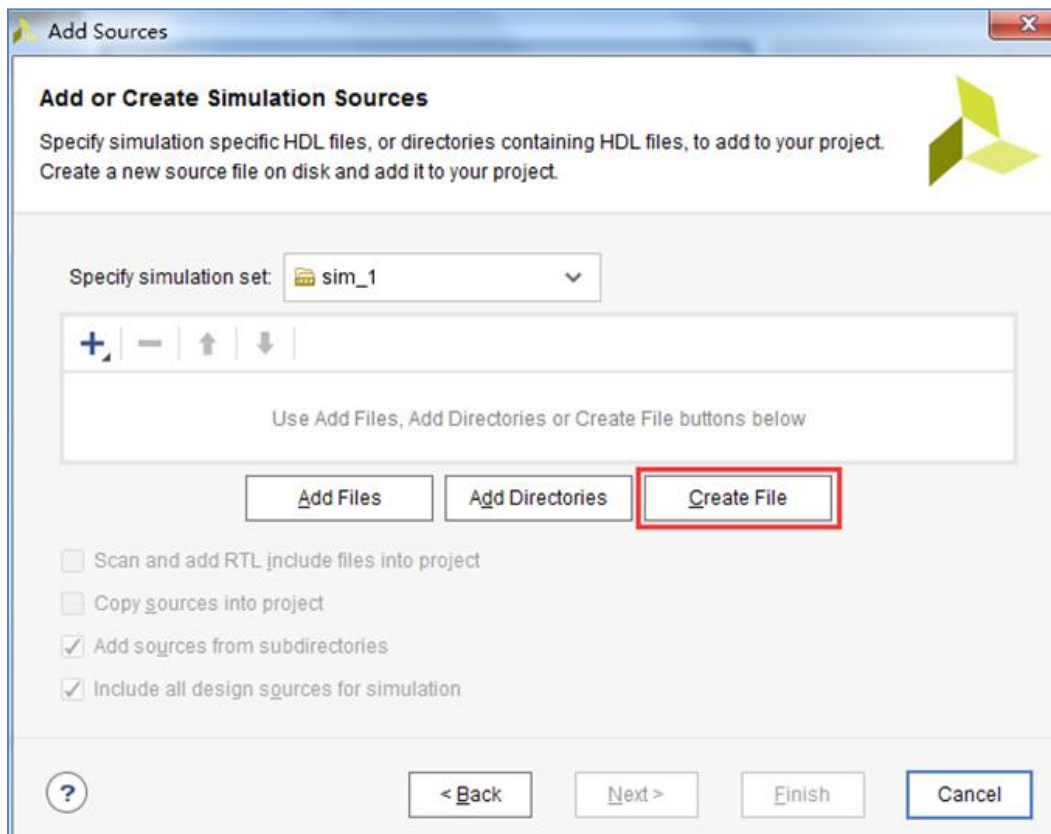 Add Sources
Add or Create Simulation Sources
Specify simulation specific HDL files, or directories containing HDL files, to add to your project.
Create a new source file on disk and add it to your project.
Specify simulation set: sim_1
Use Add Files, Add Directories or Create File buttons below
Add Files Add Directories Create File
Scan and add RTL include files into project
Copy sources into project
Add sources from subdirectories
Include all design sources for simulation
? < Back Next > Finish Cancel